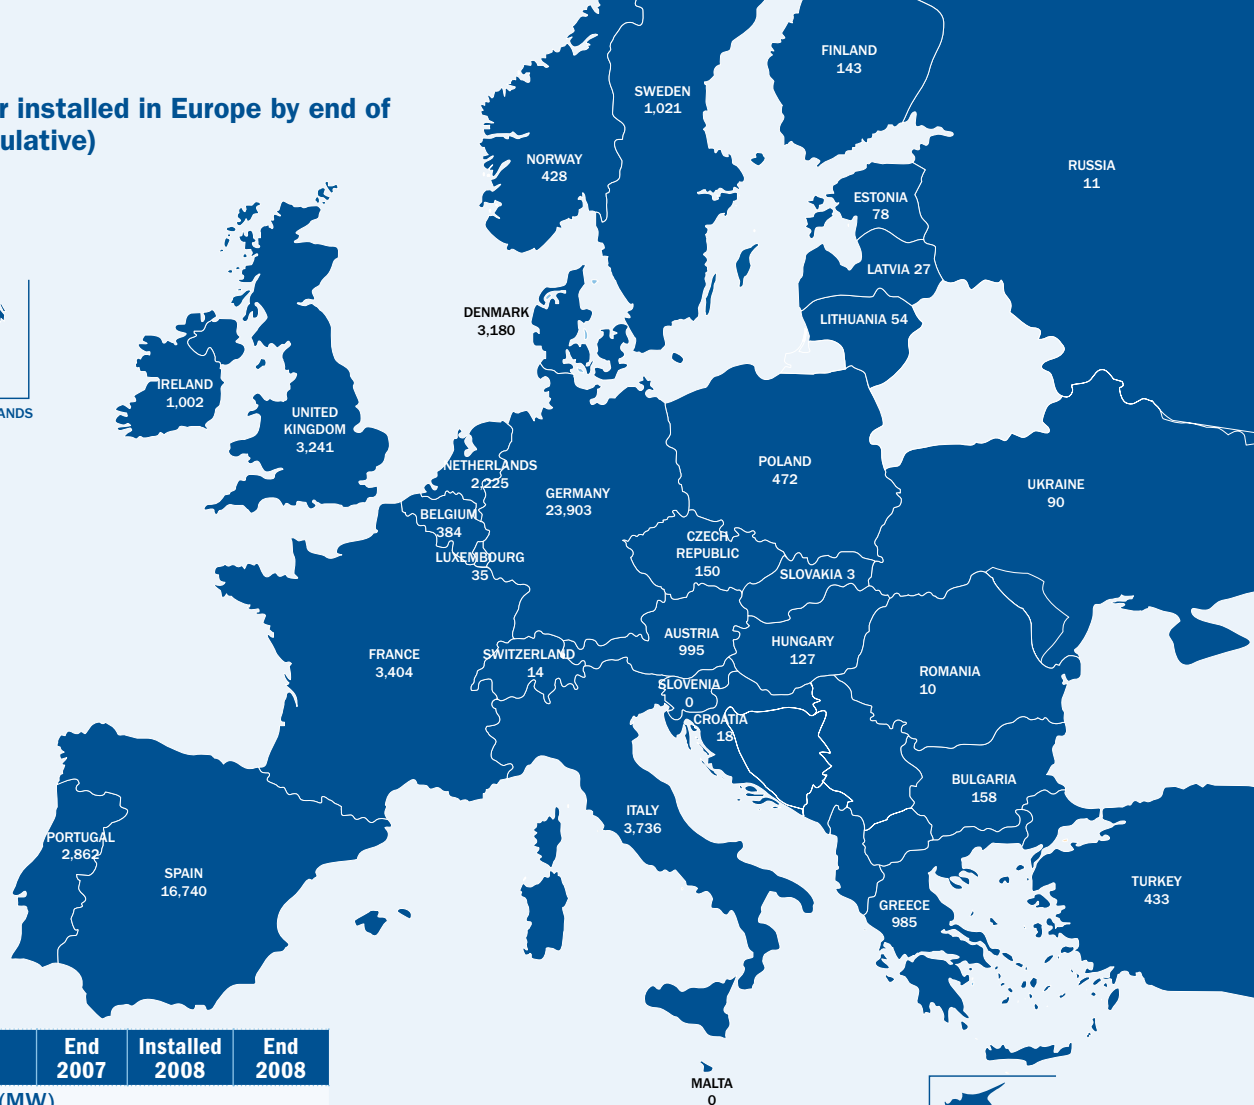 r installed in Europe by end of
ulative)
FINLAND
143
SWEDEN
1,021
NORWAY
428
RUSSIA
11
ESTONIA
78
LATVIA 27
LITHUANIA 54
DENMARK
3,180
IRELAND
1,002
ANDS
UNITED
KINGDOM
3,241
NETHERLANDS
2,225
GERMANY
23,903
POLAND
472
UKRAINE
90
BELGIUM
384
LUXEMBOURG
35
CZECH
REPUBLIC
150
SLOVAKIA 3
FRANCE
3,404
SWITZERLAND
14
AUSTRIA
995
HUNGARY
127
ROMANIA
10
SLOVENIA
0
CROATIA
18
BULGARIA
158
ITALY
3,736
PORTUGAL
2,862
SPAIN
16,740
GREECE
985
TURKEY
433
MALTA
0
End
2007
Installed
2008
End
2008
(MW)